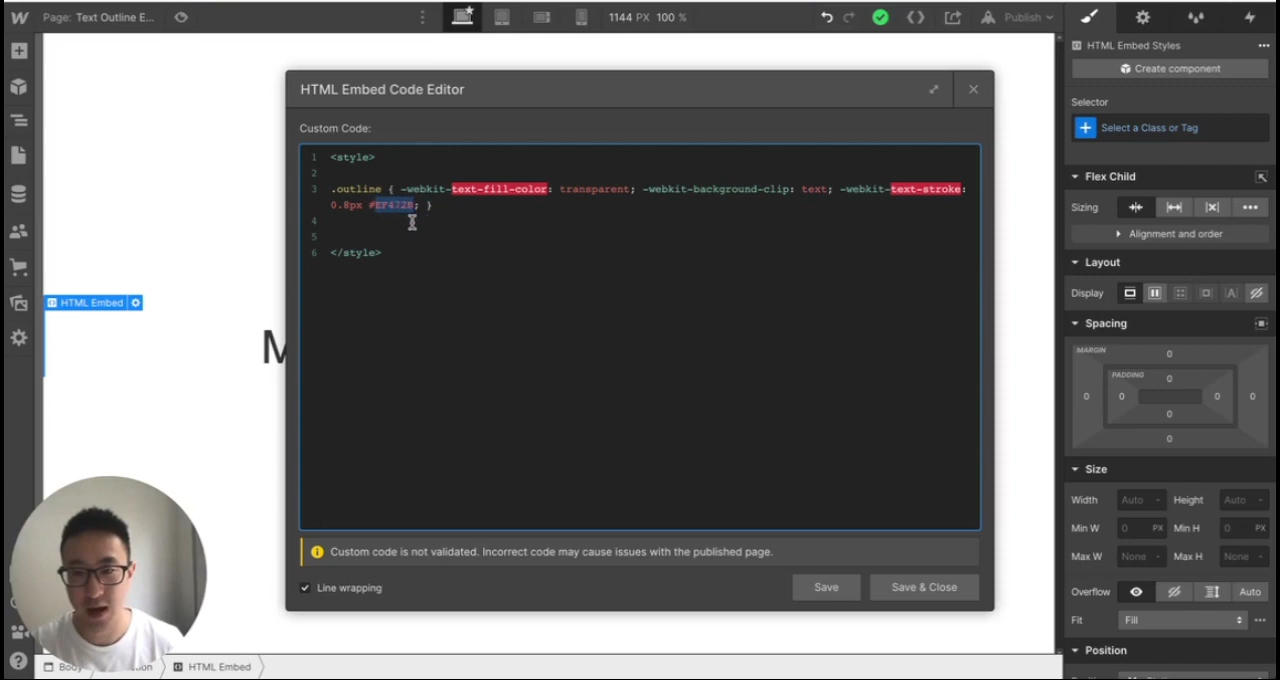 Page: Text Outline E...
1144 PX 100 %
Publish
HTML Embed Styles
Create component
Selector
Select a Class or Tag
Flex Child
Sizing
Alignment and order
Layout
Display
Spacing
MARGIN
0
PADDING
0
0
0
0
0
0
0
Size
Width Auto - Height Auto -
Min W 0 PX Min H 0 PX
Max W None - Max H None -
Overflow Auto
Fit Fill
Position
HTML Embed Code Editor
Custom Code:
1 <style>
2
3 .outline { -webkit-text-fill-color: transparent; -webkit-background-clip: text; -webkit-text-stroke:
0.8px #EF472B; }
4
5
6 </style>
Custom code is not validated. Incorrect code may cause issues with the published page.
Line wrapping
Save
Save & Close
HTML Embed
M
HTML Embed